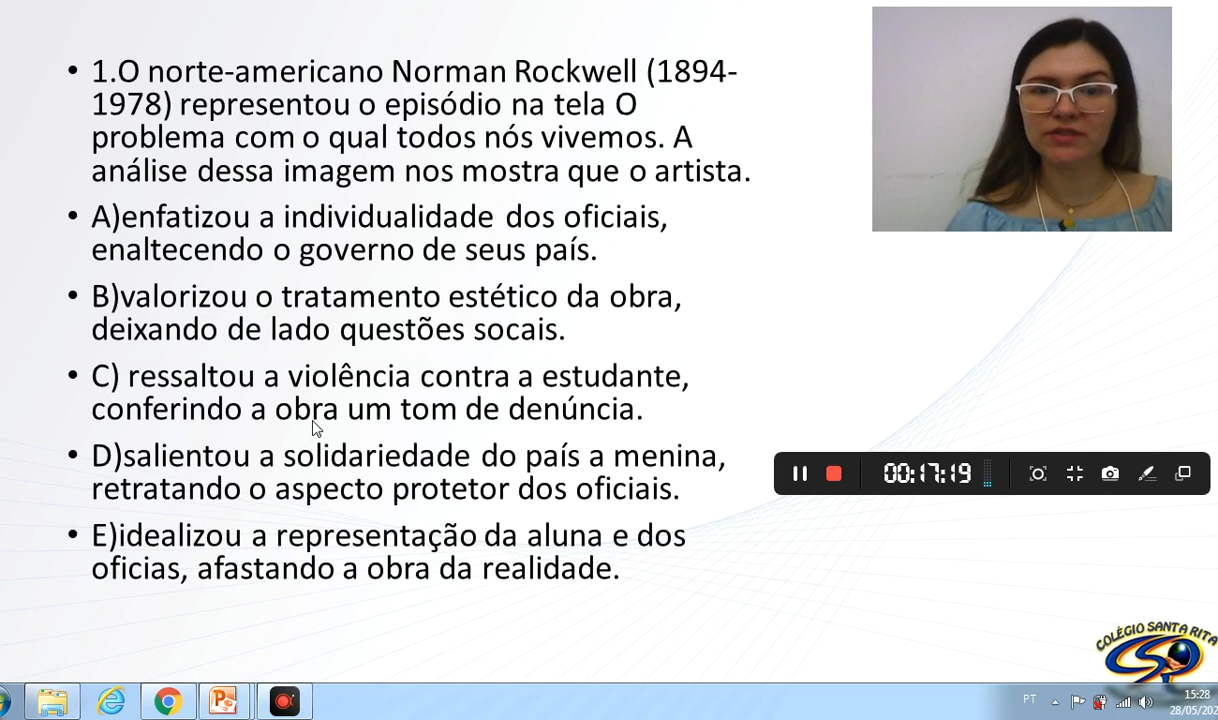 • 1.O norte-americano Norman Rockwell (1894-
1978) representou o episódio na tela O
problema com o qual todos nós vivemos. A
análise dessa imagem nos mostra que o artista.
• A)enfatizou a individualidade dos oficiais,
enaltecendo o governo de seus país.
• B)valorizou o tratamento estético da obra,
deixando de lado questões socais.
• C) ressaltou a violência contra a estudante,
conferindo a obra um tom de denúncia.
• D)salientou a solidariedade do país a menina,
retratando o aspecto protetor dos oficiais.
• E)idealizou a representação da aluna e dos
oficias, afastando a obra da realidade.
00:17:19
COLÉGIO SANTA RITA
PT
15:28
28/05/202